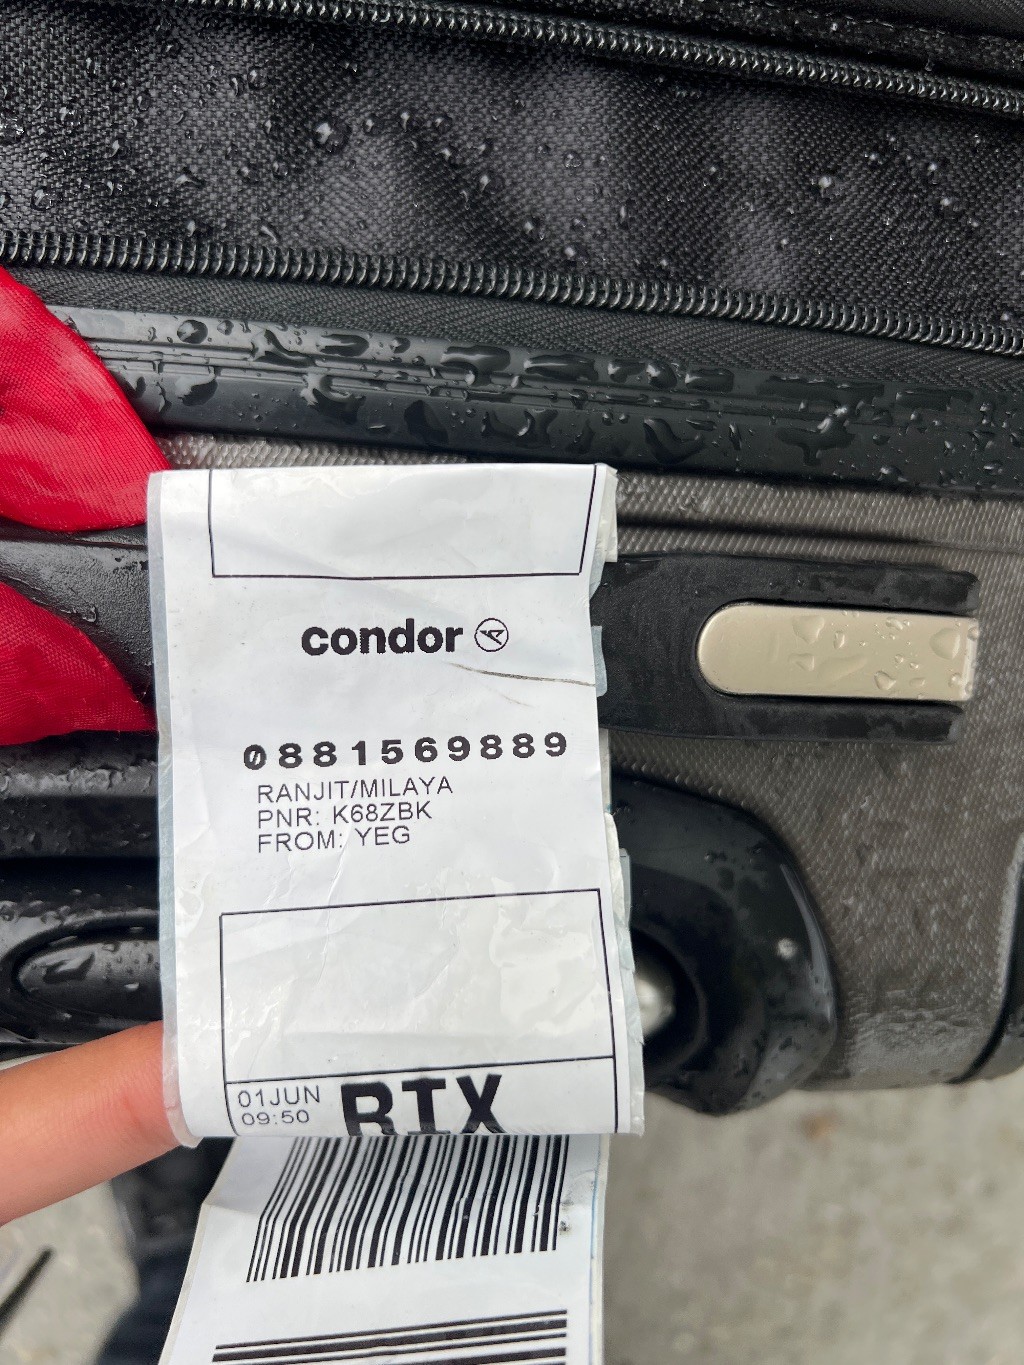 condor
0881569889
RANJIT/MILAYA
PNR: K68ZBK
FROM: YEG
01JUN
09:50
RIX